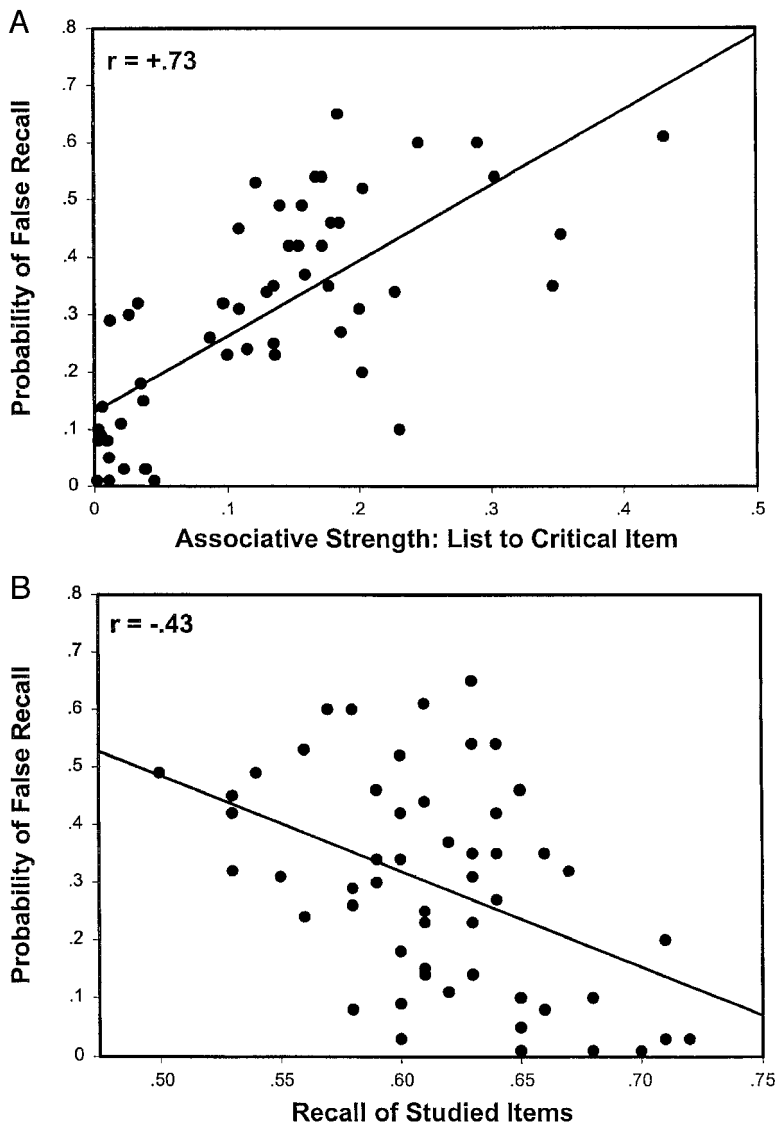 A
.8
r = +.73
.7
.6
.5
.4
.3
.2
.1
0
Probability of False Recall
0 .1 .2 .3 .4 .5
Associative Strength: List to Critical Item
B
.8
r = -.43
.7
.6
.5
.4
.3
.2
.1
0
Probability of False Recall
.50 .55 .60 .65 .70 .75
Recall of Studied Items